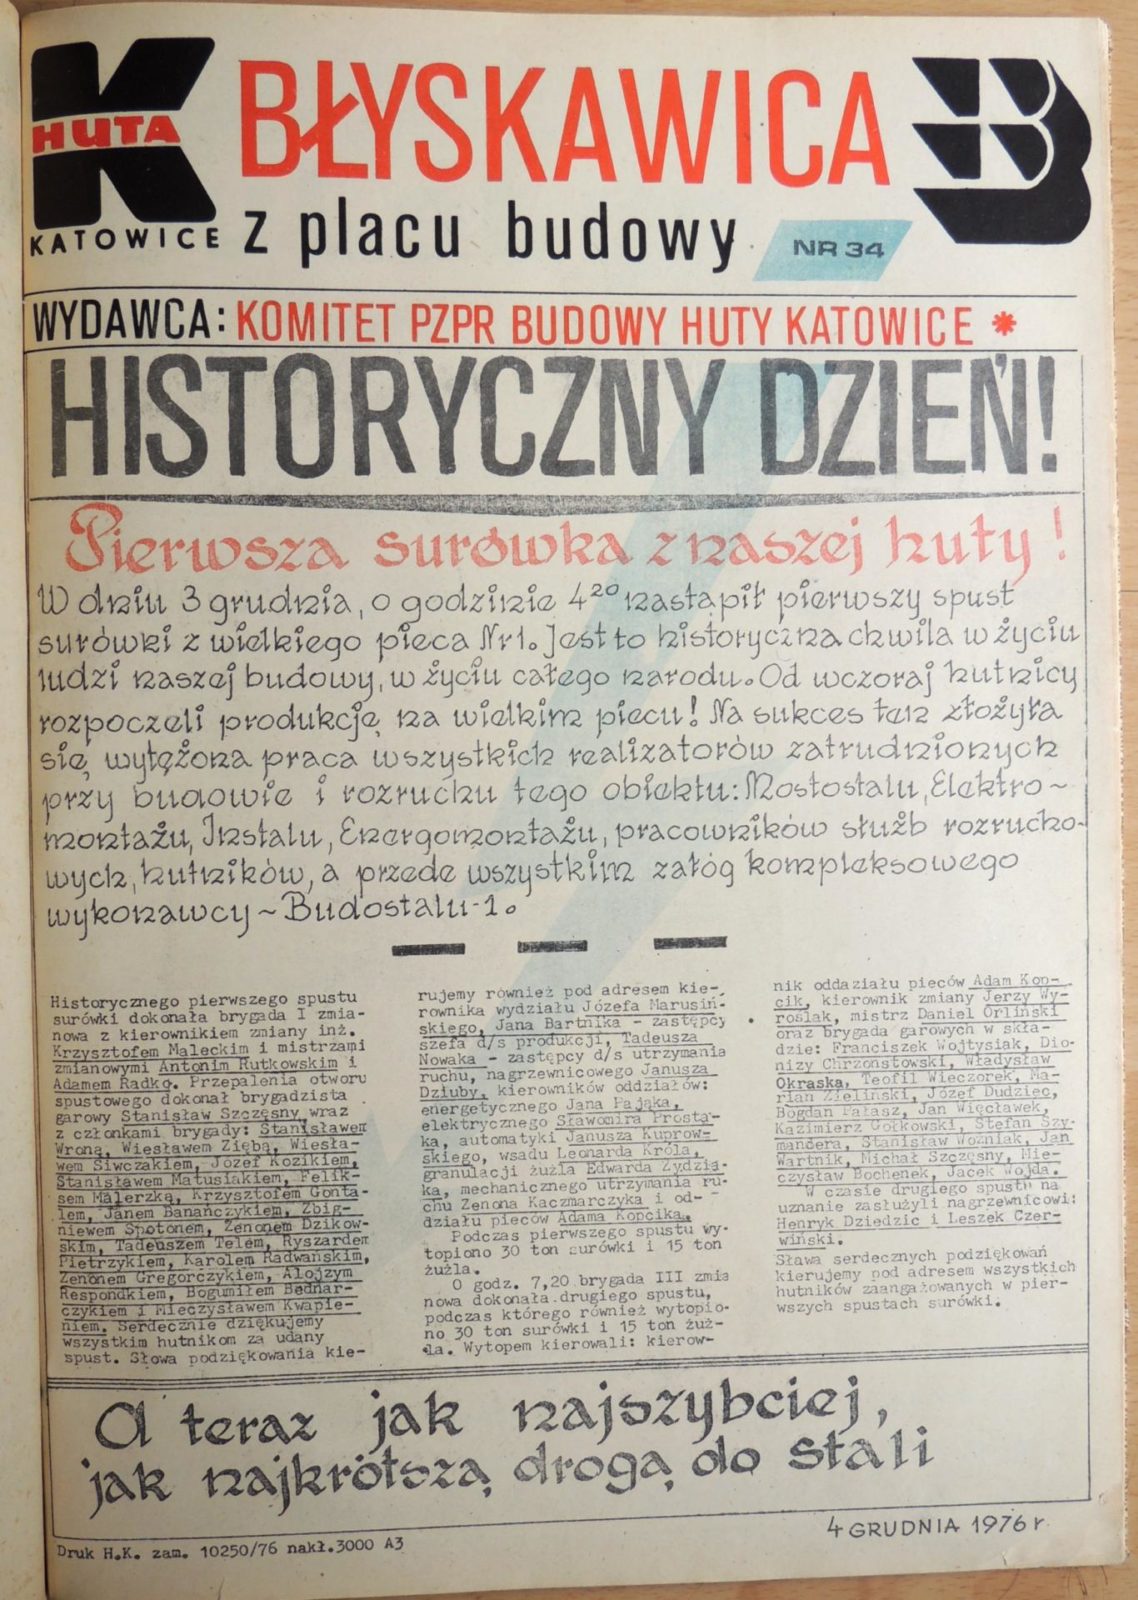 HUTA
KATOWICE
BŁYSKAWICA
z placu budowy
NR 34
WYDAWCA: KOMITET PZPR BUDOWY HUTY KATOWICE *
HISTORYCZNY DZIEŃ!
Pierwsza surówka z naszej huty!
W dniu 3 grudnia, o godzinie 4²⁰ nastąpił pierwszy spust
surówki z wielkiego pieca Nr 1. Jest to historyczna chwila w życiu
ludzi naszej budowy, w życiu całego narodu. Od wczoraj hutnicy
rozpoczeli produkcję na wielkim piecu! Na sukces ten złożyła
się wytężona praca wszystkich realizatorów zatrudnionych
przy budowie i rozruchu tego obiektu: Mostostalu, Elektro-
montażu, Instalu, Energomontażu, pracowników służb rozrucho-
wych, hutników, a przede wszystkim załóg kompleksowego
wykonawcy ~ Budostalu-1.
Historycznego pierwszego spustu
surówki dokonała brygada I zmia-
nowa z kierownikiem zmiany inż.
Krzysztofem Maleckim i mistrzami
zmianowymi Antonim Rutkowskim i
Adamem Radko. Przepalenia otworu
spustowego dokonał brygadzista
garowy Stanisław Szczęsny wraz
z członkami brygady: Stanisławem
Wroną, Wiesławem Ziębą, Wiesła-
wem Siwczakiem, Józef Kozikiem,
Stanisławem Matusiakiem, Felik-
sem Malerzką, Krzysztofem Gonta-
lem, Janem Banańczykiem, Zbig-
niewem Spotonem, Zenonem Dzikow-
skim, Tadeuszem Telem, Ryszardem
Pietrzykiem, Karolem Radwańskim,
Zenonem Gregorczykiem, Alojzym
Respondkiem, Bogumiłem Bednar-
czykiem i Mieczysławem Kwapie-
niem. Serdecznie dziękujemy
wszystkim hutnikom za udany
spust. Słowa podziękowania kie-
rujemy również pod adresem kie-
rownika wydziału Józefa Marusiń-
skiego, Jana Bartnika - zastępcy
szefa d/s produkcji, Tadeusza
Nowaka - zastępcy d/s utrzymania
ruchu, nagrzewnicowego Janusza
Dziuby, kierowników oddziałów:
energetycznego Jana Pająka,
elektrycznego Sławomira Prosta-
ka, automatyki Janusza Kuprow-
skiego, wsadu Leonarda Króla,
granulacji żużla Edwarda Zydzia-
ka, mechanicznego utrzymania ru-
chu Zenona Kaczmarczyka i od-
działu pieców Adama Kopcika.
Podczas pierwszego spustu wy-
topiono 30 ton surówki i 15 ton
żużla.
O godz. 7,20 brygada III zmia
nowa dokonała drugiego spustu,
podczas którego również wytopio-
no 30 ton surówki i 15 ton żuż-
la. Wytopem kierowali: kierow-
nik oddziału pieców Adam Kop-
cik, kierownik zmiany Jerzy Wy-
roślak, mistrz Daniel Orliński
oraz brygada garowych w skła-
dzie: Franciszek Wojtysiak, Dio-
nizy Chrzonstowski, Władysław
Okraska, Teofil Wieczorek, Ma-
rian Zieliński, Józef Dudziec,
Bogdan Pałasz, Jan Więcławek,
Kazimierz Gołkowski, Stefan Szy-
mandera, Stanisław Woźniak, Jan
Wartnik, Michał Szczęsny, Mie-
czysław Bochenek, Jacek Wojda.
W czasie drugiego spustu na
uznanie zasłużyli nagrzewnicowi:
Henryk Dziedzic i Leszek Czer-
wiński.
Słowa serdecznych podziękowań
kierujemy pod adresem wszystkich
hutników zaangażowanych w pier-
wszych spustach surówki.
A teraz jak najszybciej,
jak najkrótszą drogą do stali
4 GRUDNIA 1976 r
Druk H.K. zam. 10250/76 nakł.3000 A3